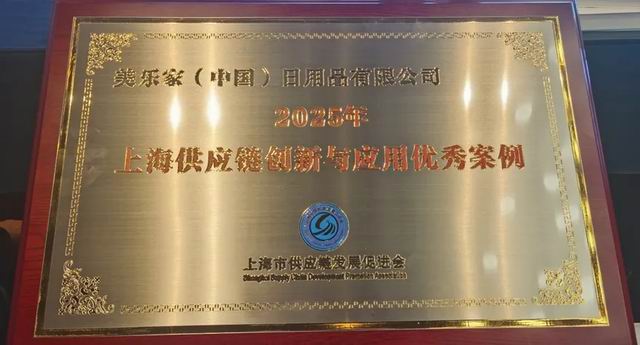 美乐家（中国）日用品有限公司
2025年
上海供应链创新与应用优秀案例
上海市供应链发展促进会
Shanghai Supply Chain Development Promotion Association